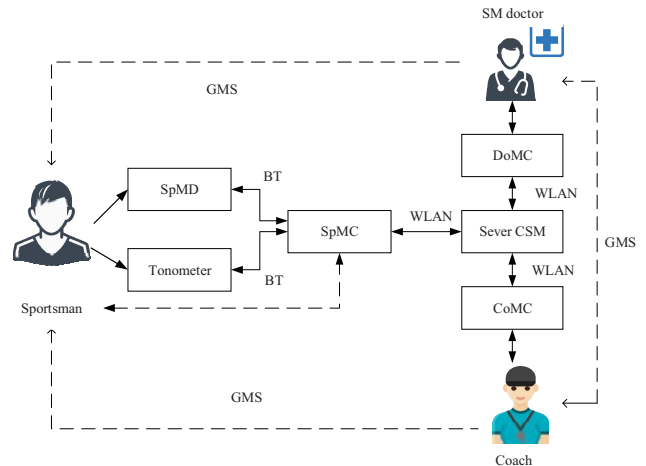 SM doctor
GMS
DoMC
SpMD
BT
WLAN
WLAN
SpMC
Sever CSM
GMS
Tonometer
BT
WLAN
Sportsman
CoMC
GMS
Coach